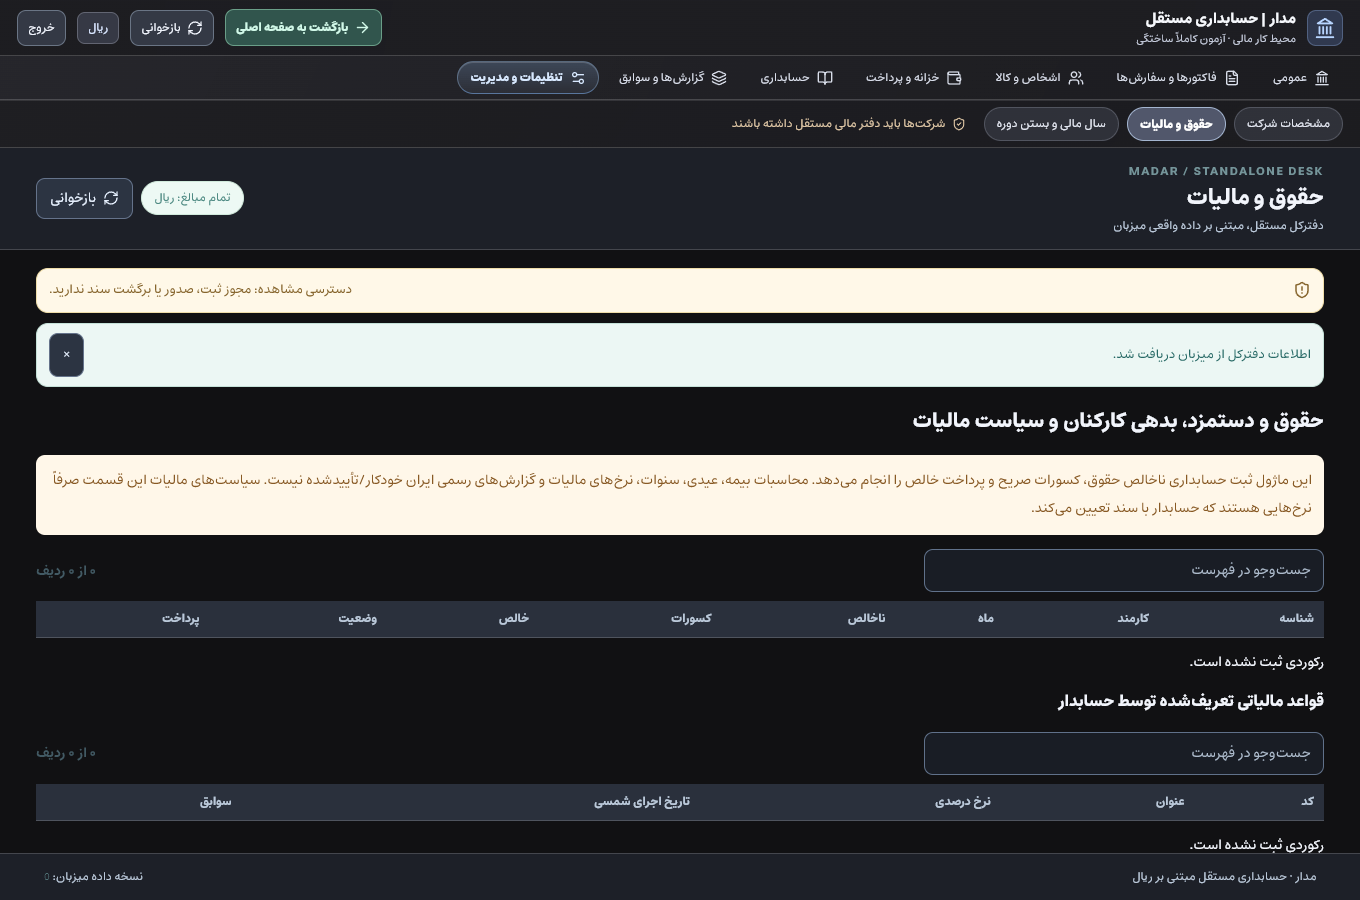 مدار | حسابداری مستقل
محیط کار مالی · آزمون کاملاً ساختگی
بازگشت به صفحه اصلی
بازخوانی
ریال
خروج
عمومی
فاکتورها و سفارش‌ها
اشخاص و کالا
خزانه و پرداخت
حسابداری
گزارش‌ها و سوابق
تنظیمات و مدیریت
مشخصات شرکت
حقوق و مالیات
سال مالی و بستن دوره
شرکت‌ها باید دفتر مالی مستقل داشته باشند
MADAR / STANDALONE DESK
حقوق و مالیات
دفترکل مستقل، مبتنی بر داده واقعی میزبان
تمام مبالغ: ریال
بازخوانی
دسترسی مشاهده: مجوز ثبت، صدور یا برگشت سند ندارید.
اطلاعات دفترکل از میزبان دریافت شد.
×
حقوق و دستمزد، بدهی کارکنان و سیاست مالیات
این ماژول ثبت حسابداری ناخالص حقوق، کسورات صریح و پرداخت خالص را انجام می‌دهد. محاسبات بیمه، عیدی، سنوات، نرخ‌های مالیات و گزارش‌های رسمی ایران خودکار/تأییدشده نیست. سیاست‌های مالیات این قسمت صرفاً
نرخ‌هایی هستند که حسابدار با سند تعیین می‌کند.
جست‌وجو در فهرست
۰ از ۰ ردیف
شناسه کارمند ماه ناخالص کسورات خالص وضعیت پرداخت
رکوردی ثبت نشده است.
قواعد مالیاتی تعریف‌شده توسط حسابدار
جست‌وجو در فهرست
۰ از ۰ ردیف
کد عنوان نرخ درصدی تاریخ اجرای شمسی سوابق
رکوردی ثبت نشده است.
مدار · حسابداری مستقل مبتنی بر ریال
نسخه داده میزبان: